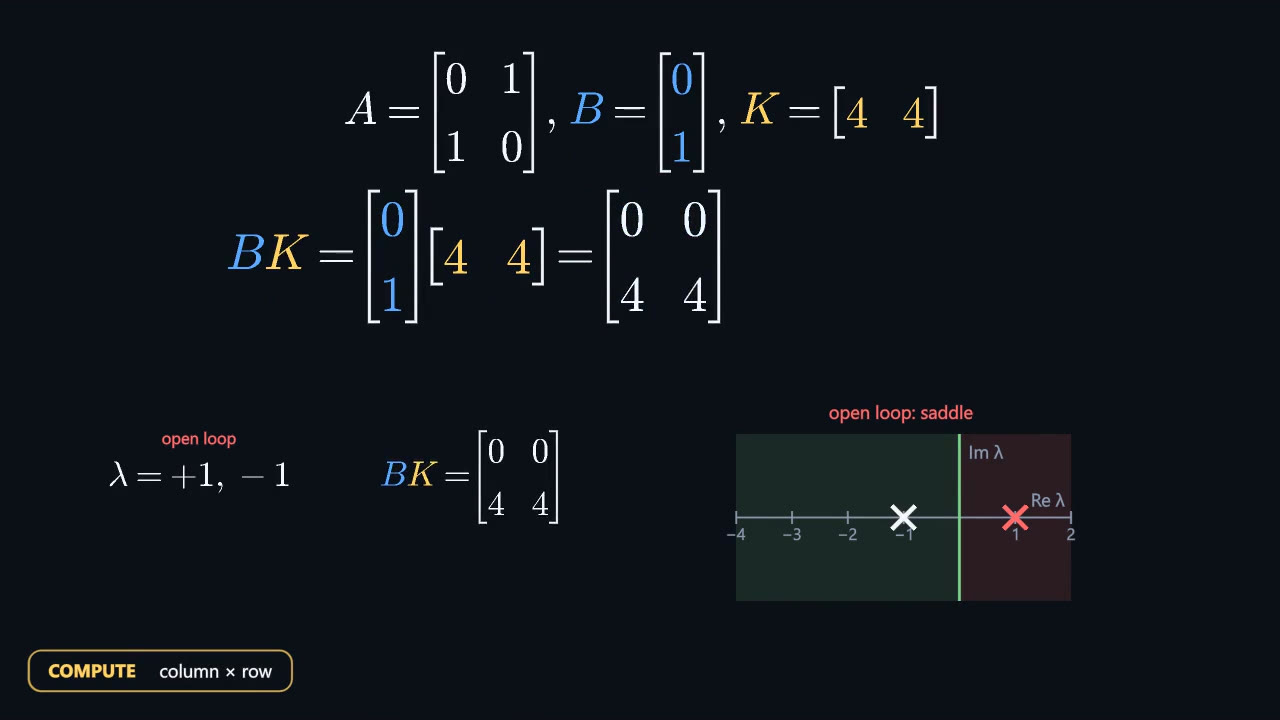 A = [0 1; 1 0], B = [0; 1], K = [4 4]
BK = [0; 1] [4 4] = [0 0; 4 4]
open loop
λ = +1, −1
BK = [0 0; 4 4]
open loop: saddle
Im λ
Re λ
−4 −3 −2 −1 1 2
COMPUTE column × row